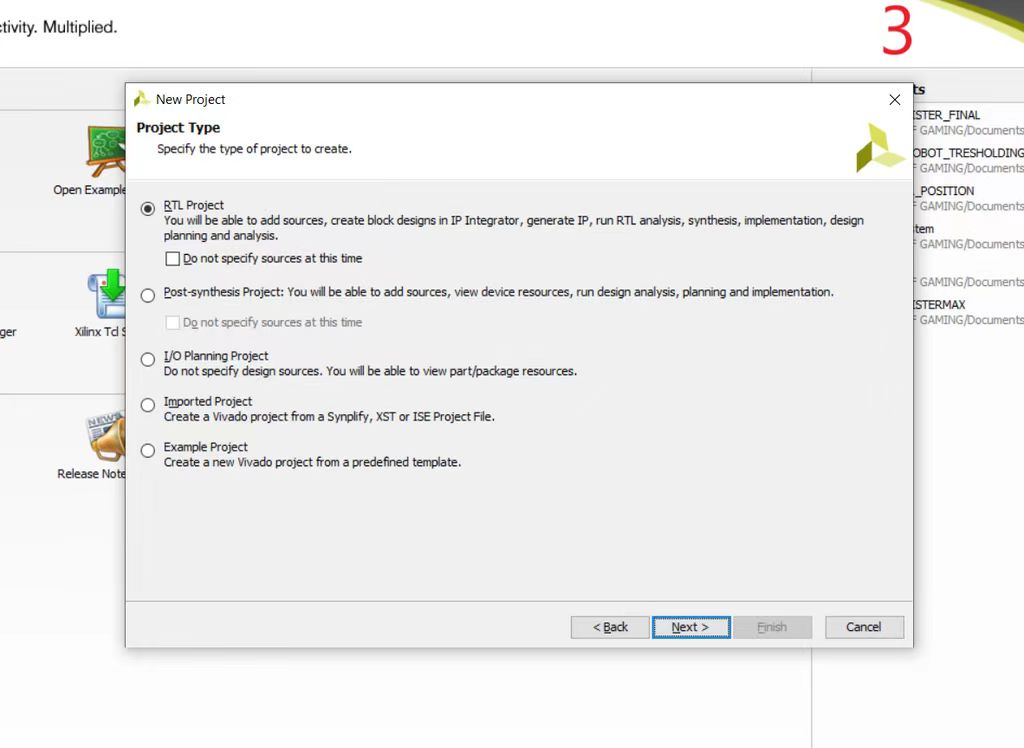 ctivity. Multiplied.
3
New Project
Project Type
Specify the type of project to create.
RTL Project
You will be able to add sources, create block designs in IP Integrator, generate IP, run RTL analysis, synthesis, implementation, design
planning and analysis.
Do not specify sources at this time
Post-synthesis Project: You will be able to add sources, view device resources, run design analysis, planning and implementation.
Do not specify sources at this time
I/O Planning Project
Do not specify design sources. You will be able to view part/package resources.
Imported Project
Create a Vivado project from a Synplify, XST or ISE Project File.
Example Project
Create a new Vivado project from a predefined template.
< Back Next > Finish Cancel
Open Example
ger
Xilinx Tcl S
NEWS
Release Note
ts
ISTER_FINAL
F GAMING/Documents
OBOT_TRESHOLDING
F GAMING/Documents
_POSITION
F GAMING/Documents
tem
F GAMING/Documents
F GAMING/Documents
ISTERMAX
F GAMING/Documents